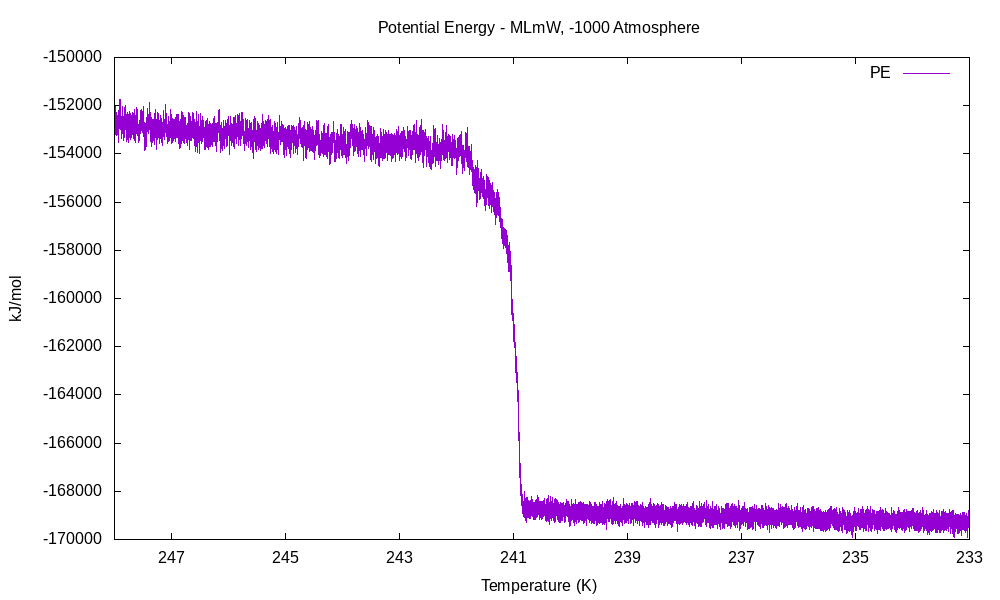 Potential Energy - MLmW, -1000 Atmosphere
-150000
PE
-152000
-154000
-156000
-158000
kJ/mol
-160000
-162000
-164000
-166000
-168000
-170000
247 245 243 241 239 237 235 233
Temperature (K)